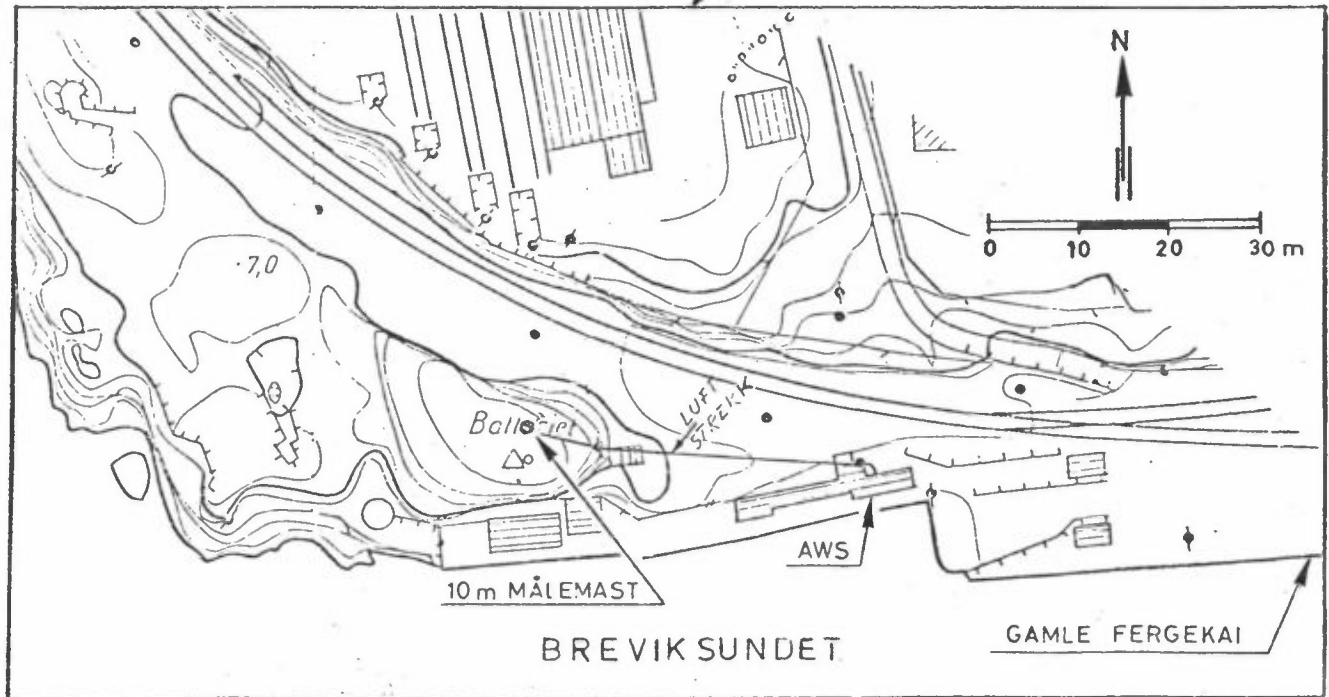 N
0 10 20 30 m
7,0
LUFT
STREKK
AWS
10 m MÅLEMAST
BREVIKSUNDET
GAMLE FERGEKAI